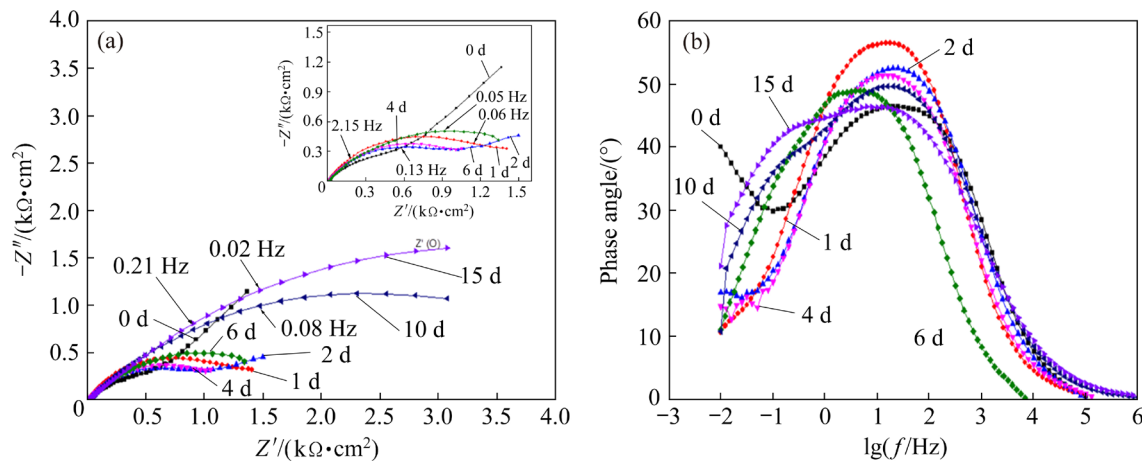 (a)
−Z″/(kΩ•cm²)
4.0
3.5
3.0
2.5
2.0
1.5
1.0
0.5
0
0.5
1.0
1.5
2.0
2.5
3.0
3.5
4.0
Z′/(kΩ•cm²)
0.21 Hz
0.02 Hz
0.08 Hz
0 d
6 d
4 d
1 d
2 d
10 d
15 d
Z' (O)
−Z″/(kΩ•cm²)
1.5
1.2
0.9
0.6
0.3
0
0.3
0.6
0.9
1.2
1.5
Z′/(kΩ•cm²)
0 d
4 d
0.05 Hz
0.06 Hz
2.15 Hz
0.13 Hz
6 d
1 d
2 d
(b)
Phase angle/(°)
60
50
40
30
20
10
0
−3
−2
−1
0
1
2
3
4
5
6
lg(f/Hz)
2 d
15 d
0 d
10 d
1 d
4 d
6 d